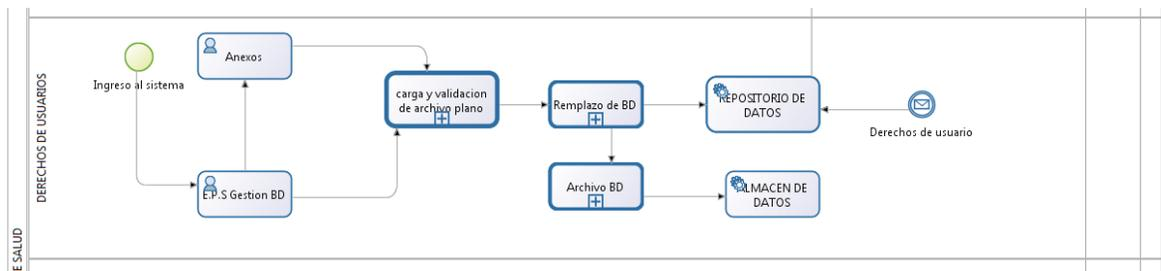 DERECHOS DE USUARIOS
E SALUD
Ingreso al sistema
Anexos
E.P.S Gestion BD
carga y validacion
de archivo plano
Remplazo de BD
Archivo BD
REPOSITORIO DE
DATOS
LMACEN DE
DATOS
Derechos de usuario